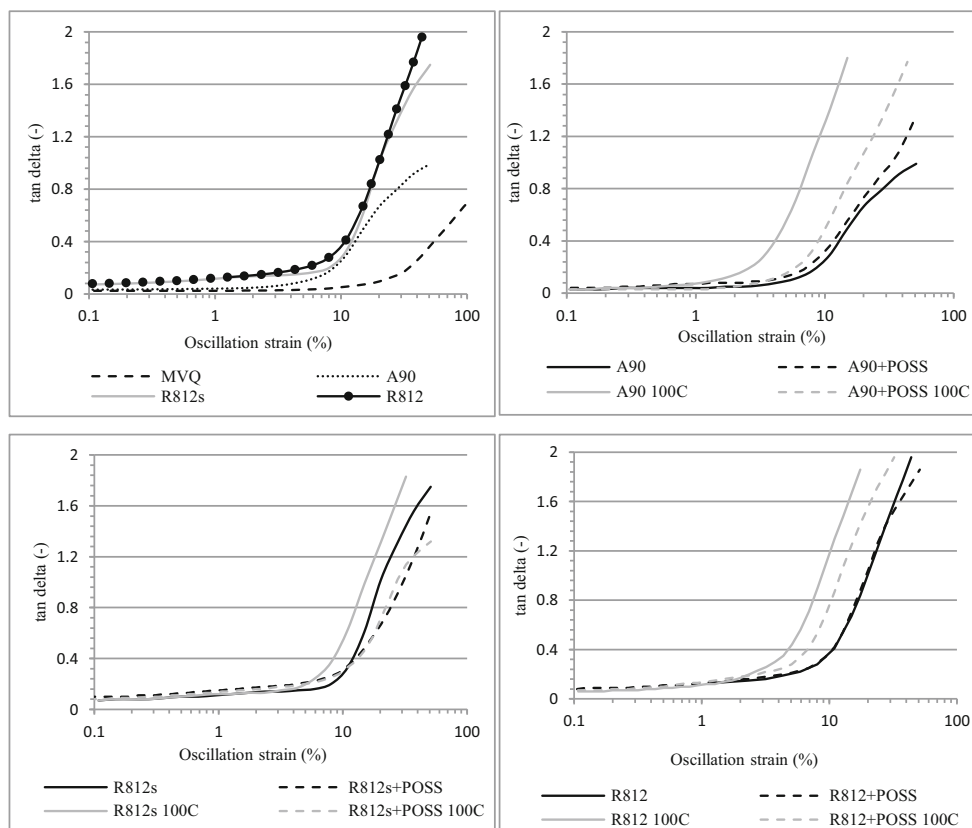 2
1.6
1.2
0.8
0.4
0
tan delta (-)
0.1 1 10 100
Oscillation strain (%)
MVQ A90
R812s R812
2
1.6
1.2
0.8
0.4
0
tan delta (-)
0.1 1 10 100
Oscillation strain (%)
A90 A90+POSS
A90 100C A90+POSS 100C
2
1.6
1.2
0.8
0.4
0
tan delta (-)
0.1 1 10 100
Oscillation strain (%)
R812s R812s+POSS
R812s 100C R812s+POSS 100C
2
1.6
1.2
0.8
0.4
0
tan delta (-)
0.1 1 10 100
Oscillation strain (%)
R812 R812+POSS
R812 100C R812+POSS 100C